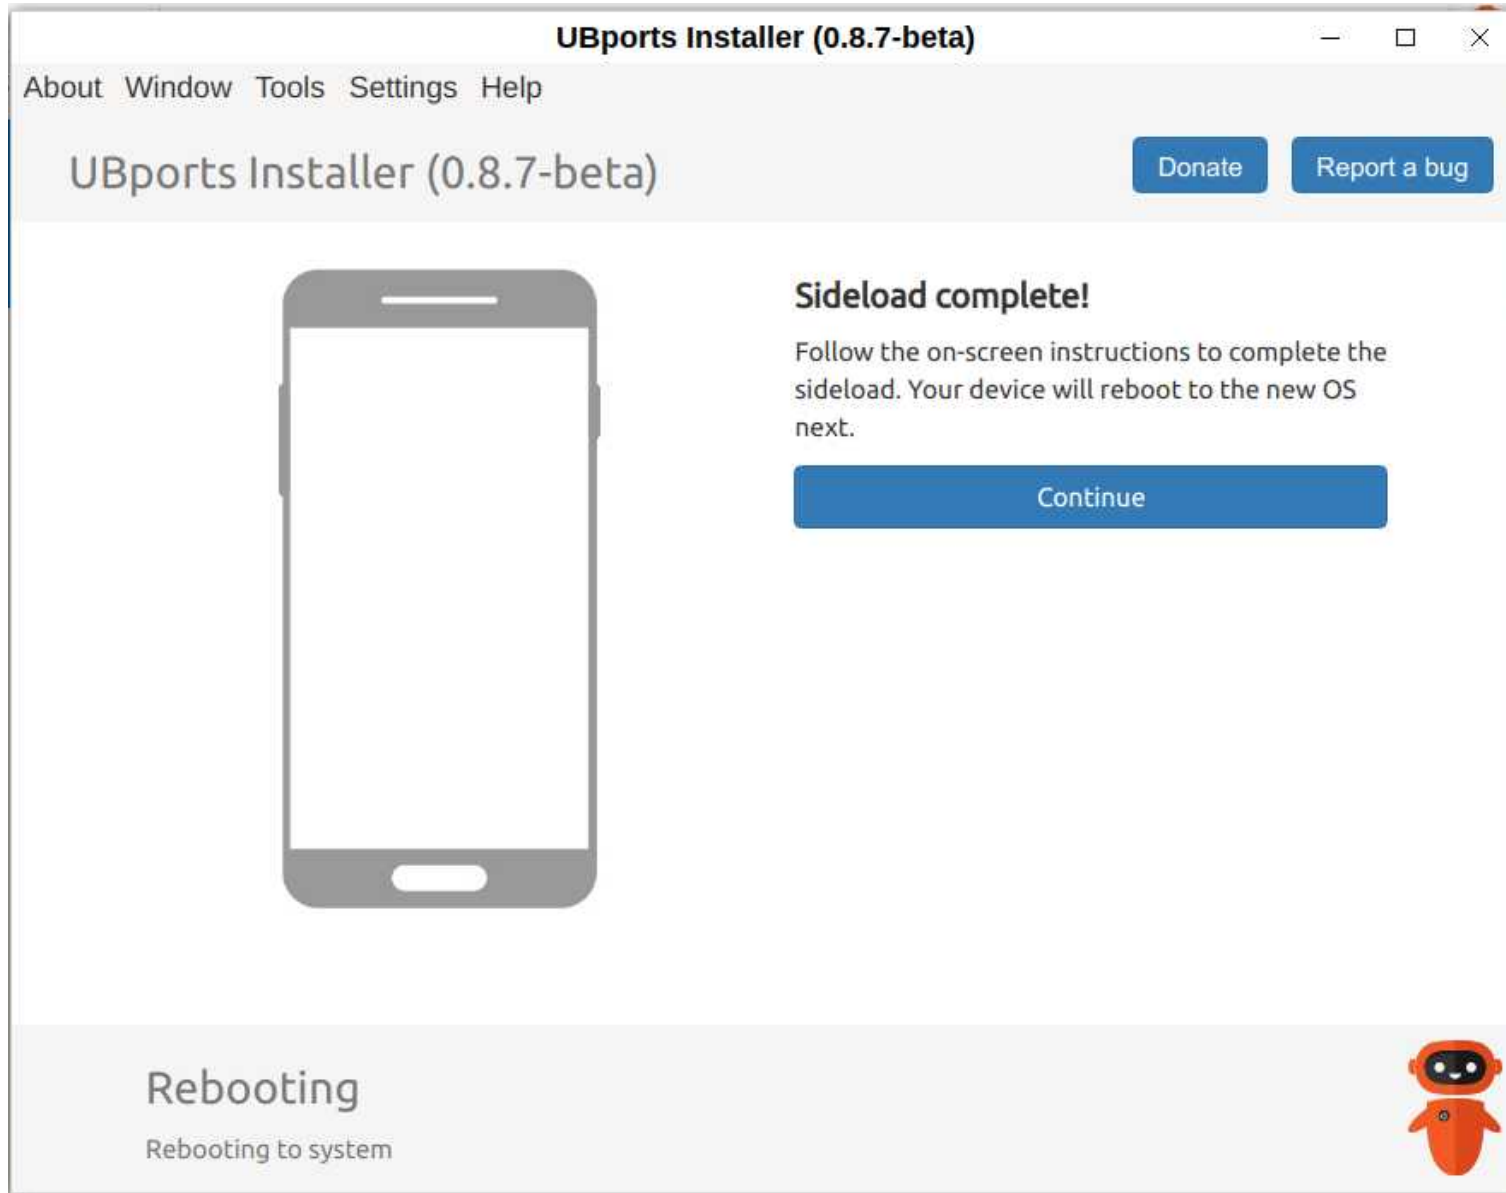 UBports Installer (0.8.7-beta)
About Window Tools Settings Help
UBports Installer (0.8.7-beta)
Donate
Report a bug
Sideload complete!
Follow the on-screen instructions to complete the
sideload. Your device will reboot to the new OS
next.
Continue
Rebooting
Rebooting to system